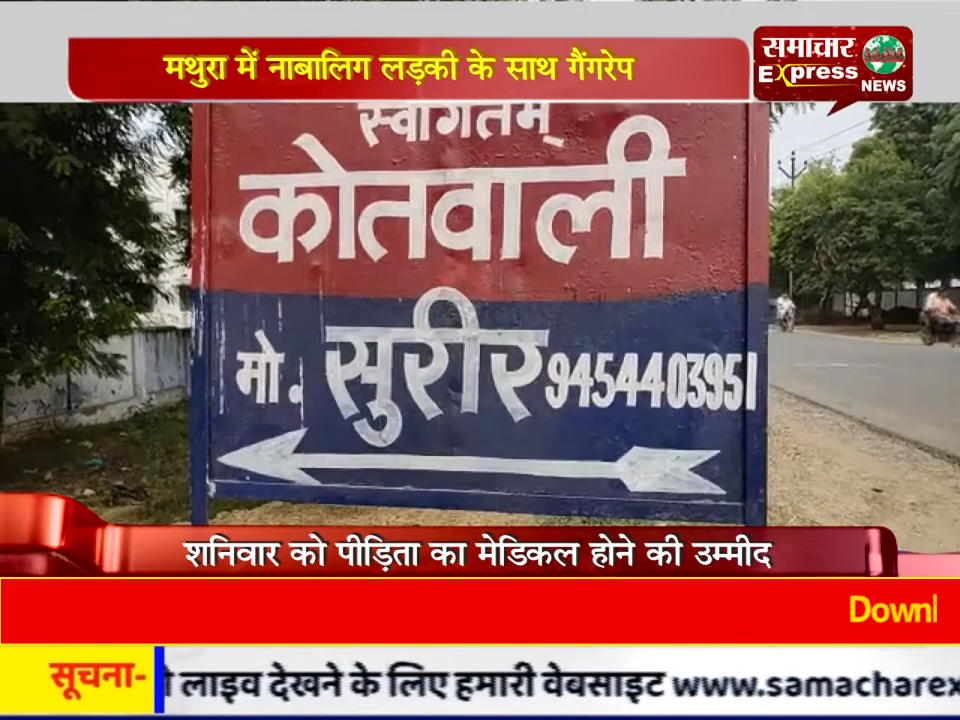 मथुरा में नाबालिग लड़की के साथ गैंगरेप
समाचार
Express
NEWS
स्वागतम्
कोतवाली
मो. सुरीर 9454403951
शनिवार को पीड़िता का मेडिकल होने की उम्मीद
Downl
सूचना- लाइव देखने के लिए हमारी वेबसाइट www.samacharex